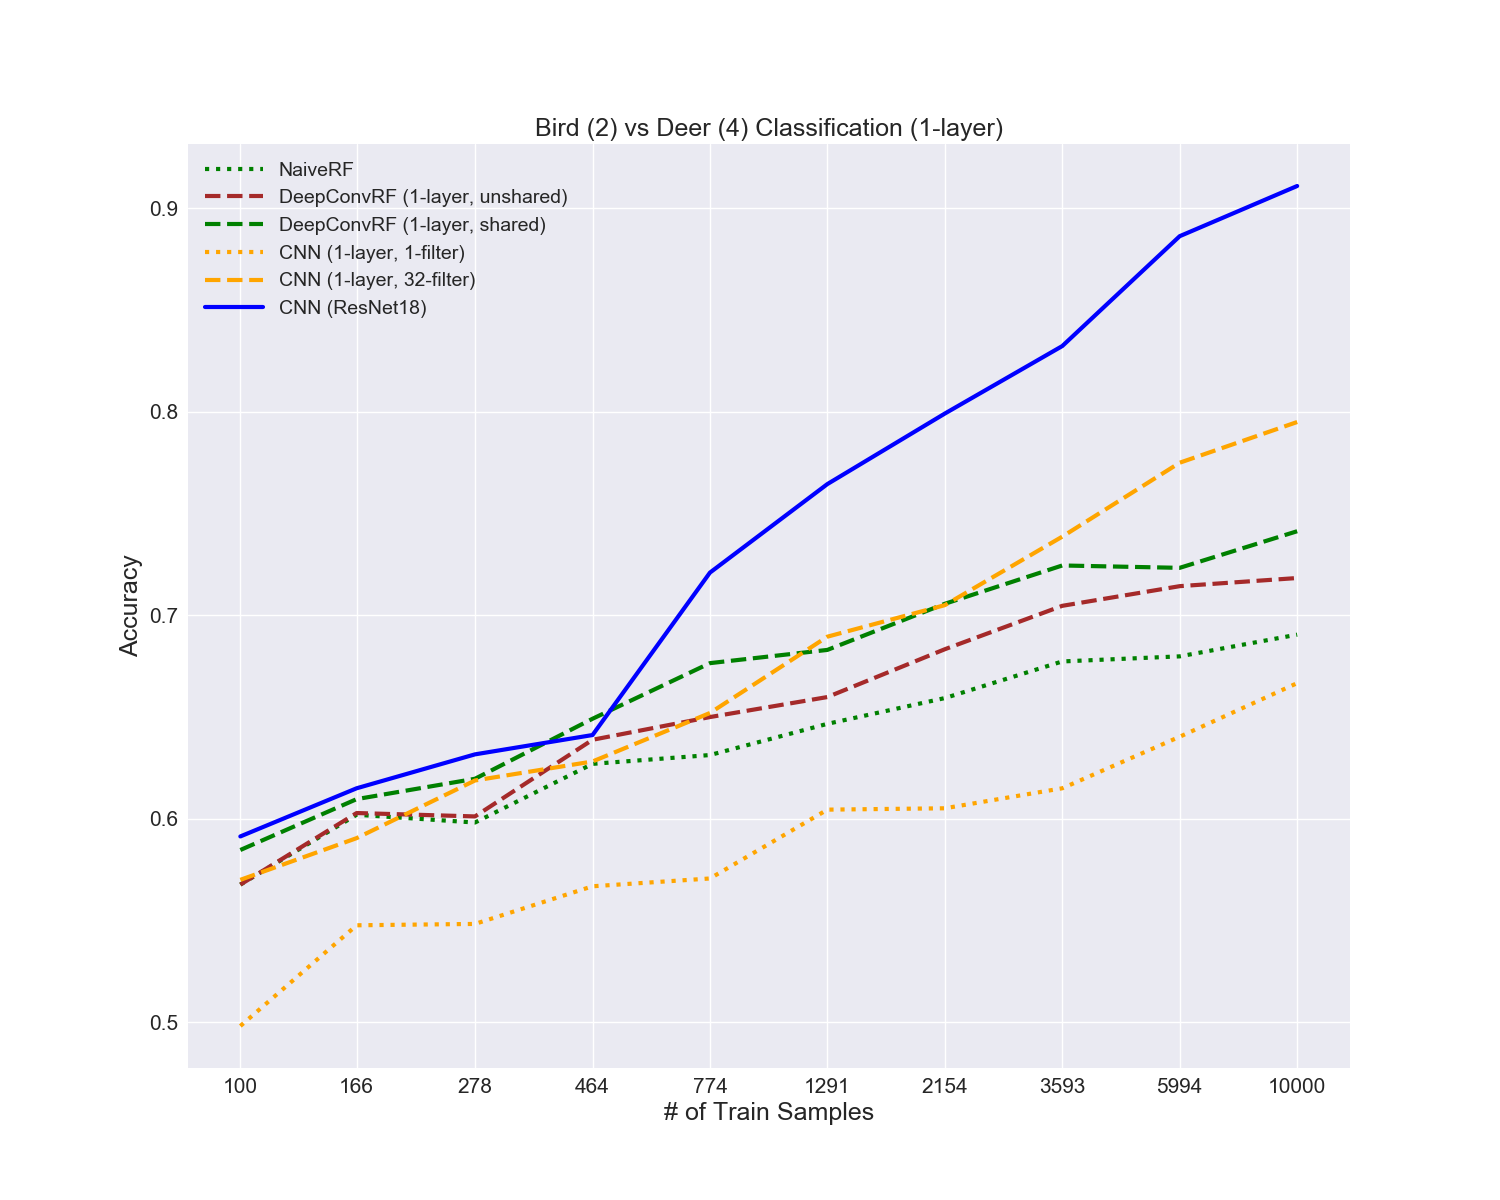 Bird (2) vs Deer (4) Classification (1-layer)
NaiveRF
DeepConvRF (1-layer, unshared)
DeepConvRF (1-layer, shared)
CNN (1-layer, 1-filter)
CNN (1-layer, 32-filter)
CNN (ResNet18)
0.9
0.8
0.7
0.6
0.5
Accuracy
100 166 278 464 774 1291 2154 3593 5994 10000
# of Train Samples